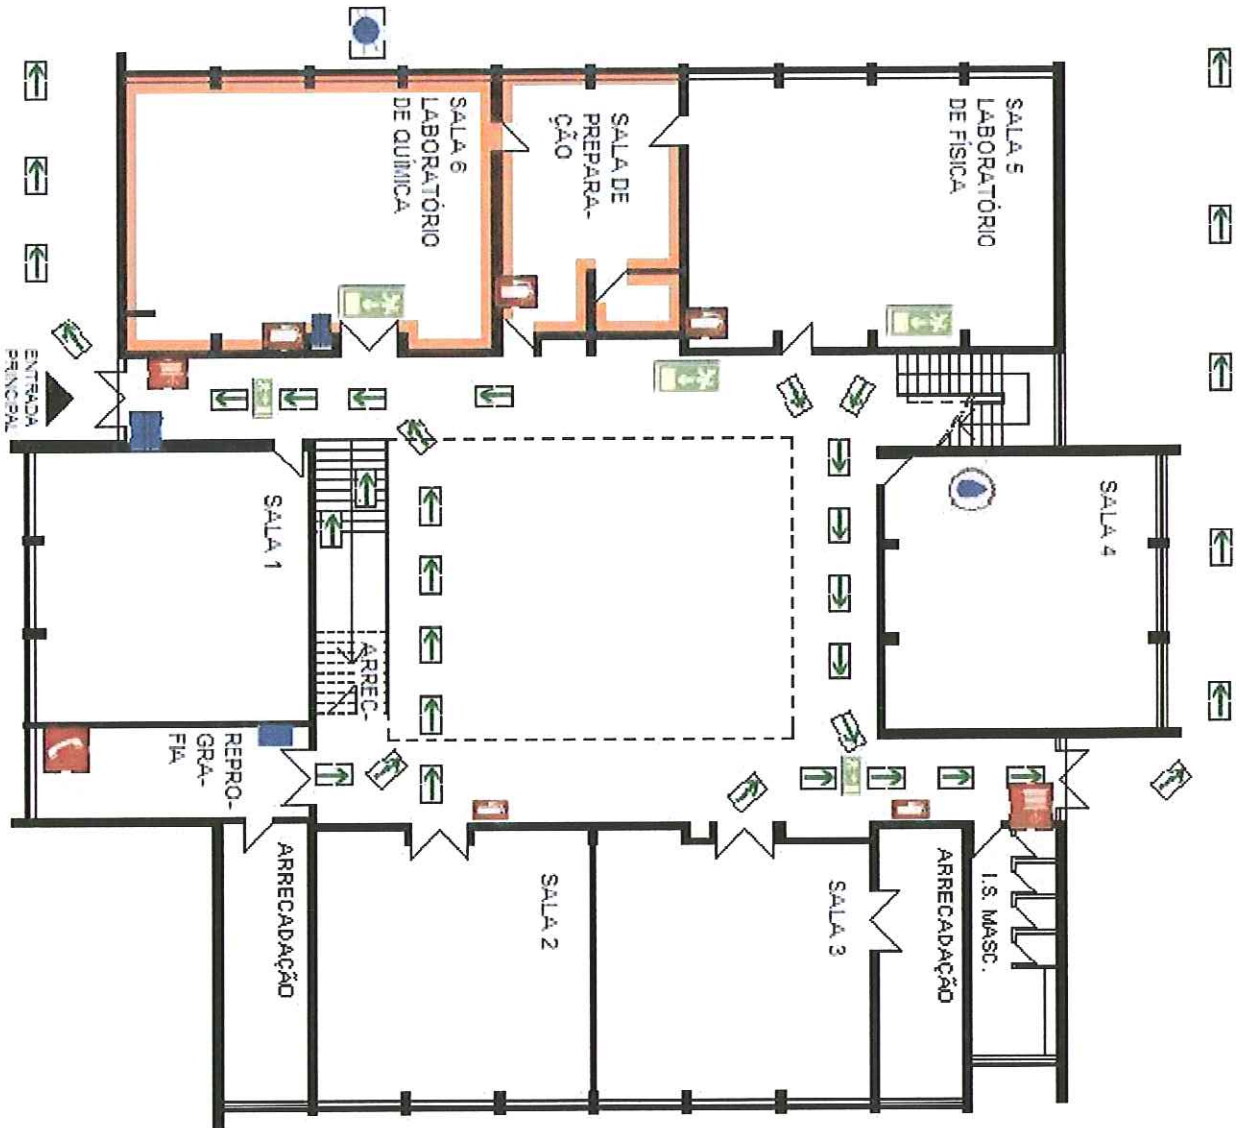 SALA 6
LABORATÓRIO
DE QUÍMICA
SALA DE
PREPARA-
ÇÃO
SALA 5
LABORATÓRIO
DE FÍSICA
ENTRADA
PRINCIPAL
SALA 1
ARREC-
SALA 4
REPRO-
GRA-
FIA
ARRECADAÇÃO
SALA 2
SALA 3
ARRECADAÇÃO
I.S. MASC.